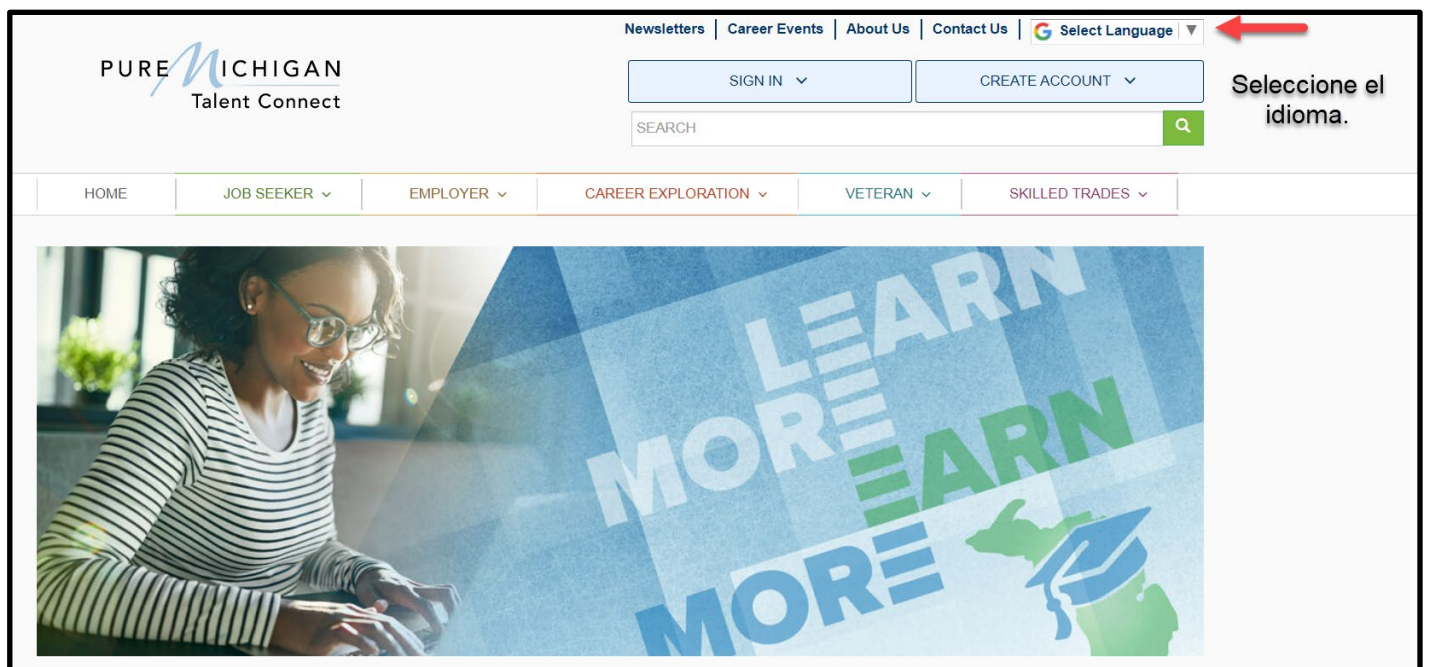 Newsletters Career Events About Us Contact Us Select Language ▼
PURE MICHIGAN
Talent Connect
SIGN IN CREATE ACCOUNT
Seleccione el
idioma.
SEARCH
HOME JOB SEEKER EMPLOYER CAREER EXPLORATION VETERAN SKILLED TRADES
LEARN
MORE
EARN
MORE